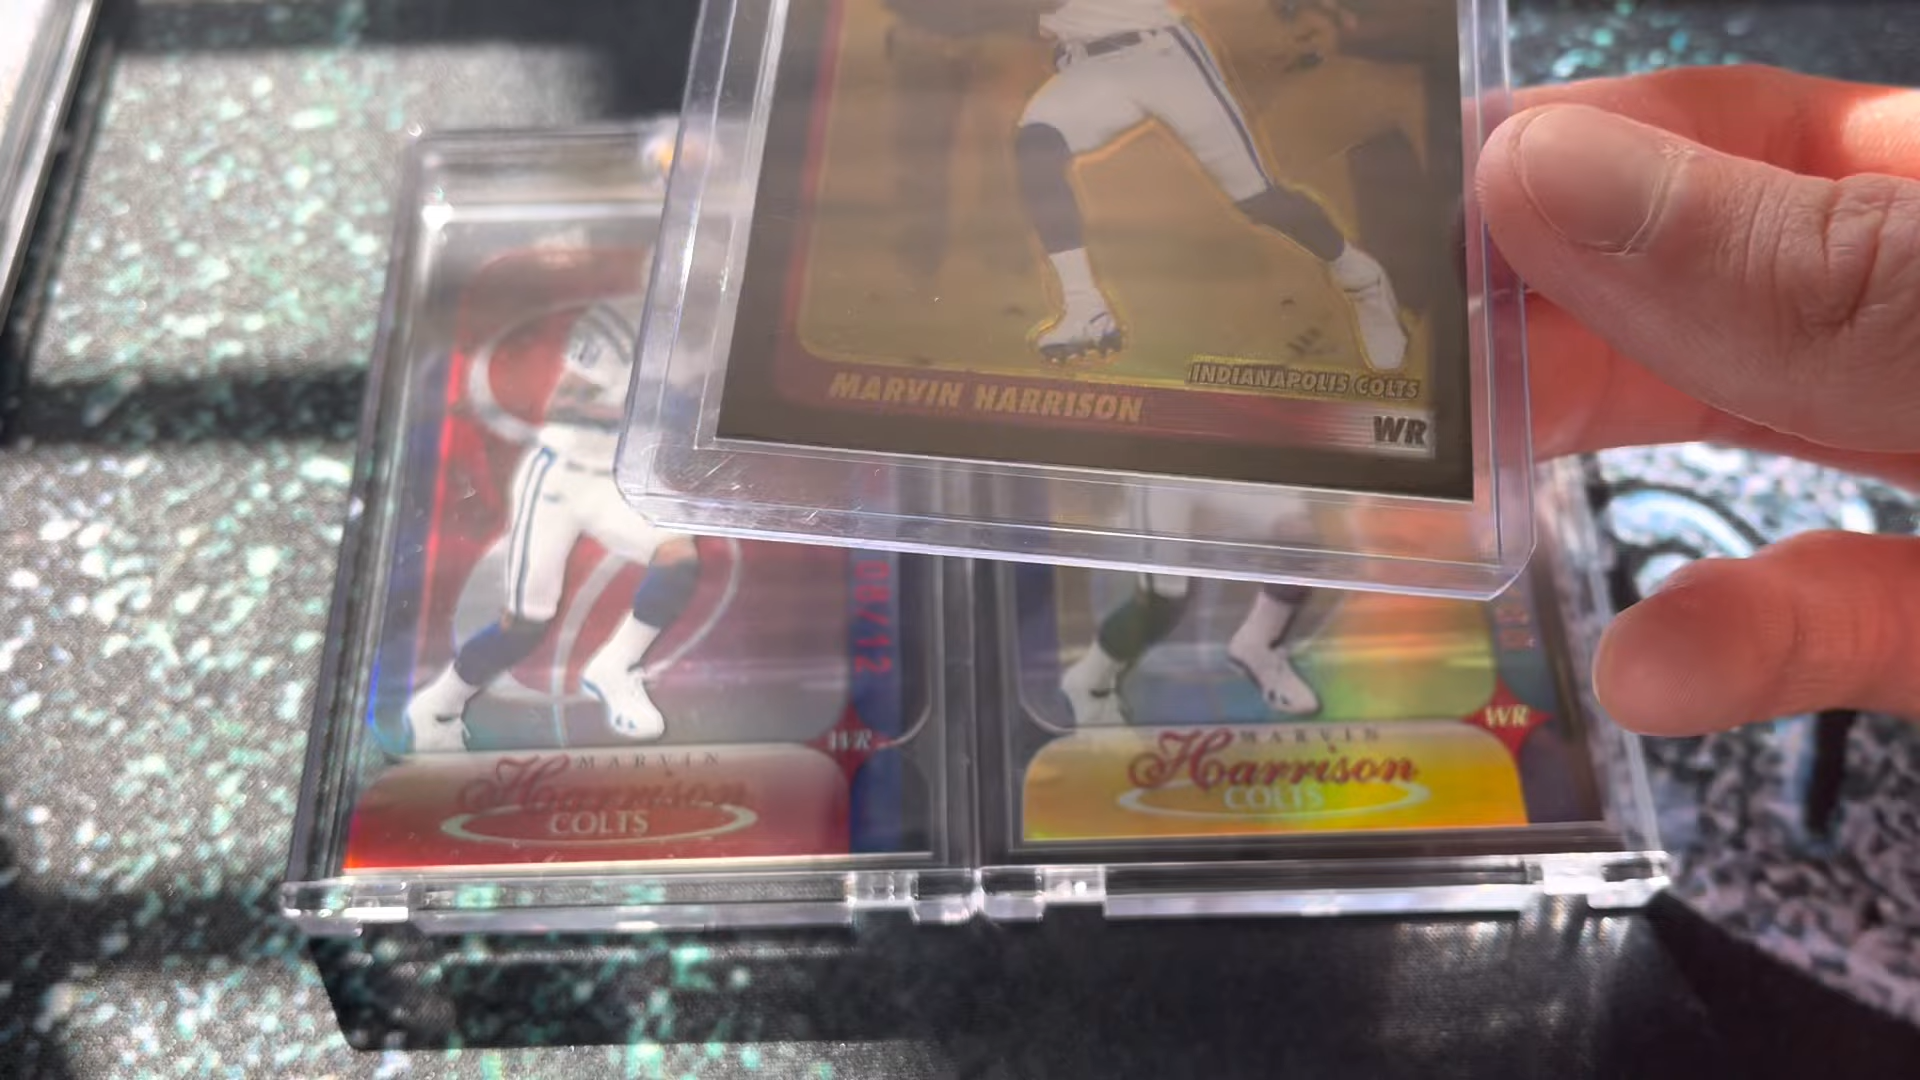 MARVIN HARRISON
INDIANAPOLIS COLTS
WR
08/12
WR
MARVIN
Harrison
COLTS
WR
MARVIN
Harrison
COLTS